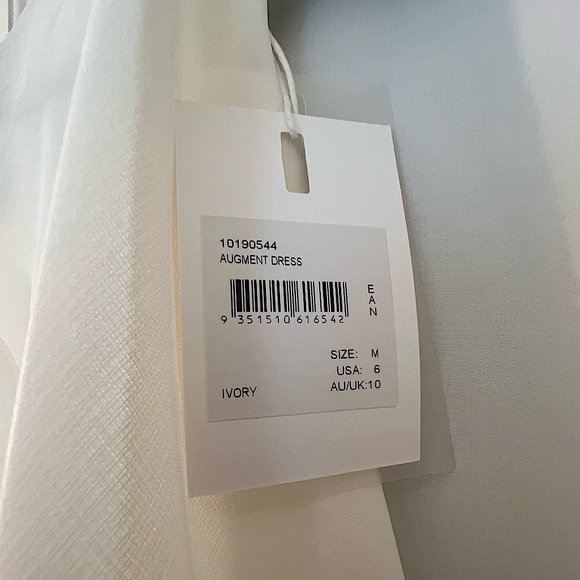 10190544
AUGMENT DRESS
EAN
9 351510 616542
SIZE: M
USA: 6
IVORY
AU/UK:10